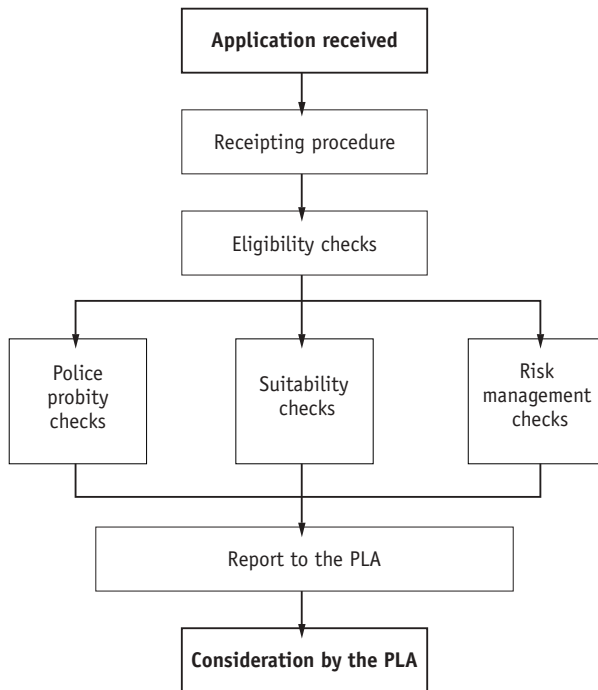 Application received
Receipting procedure
Eligibility checks
Police
probity
checks
Suitability
checks
Risk
management
checks
Report to the PLA
Consideration by the PLA